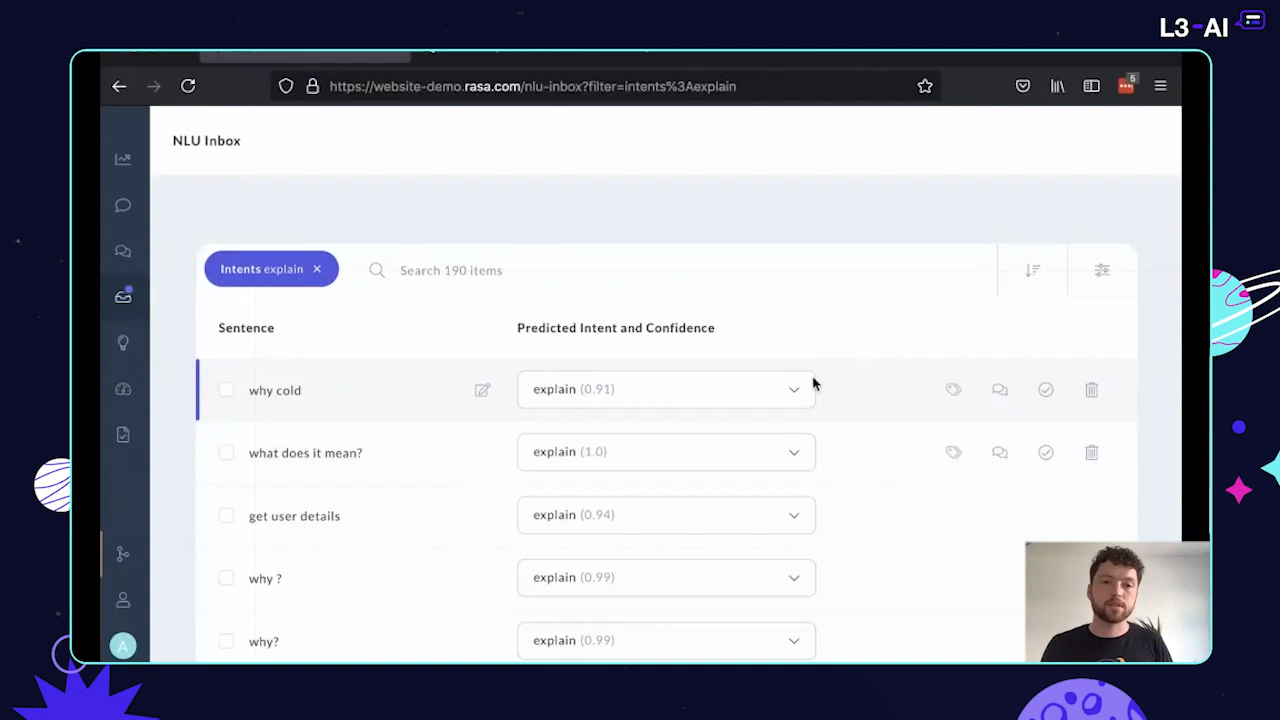 L3-AI
https://website-demo.rasa.com/nlu-inbox?filter=intents%3Aexplain
6
NLU Inbox
Intents explain ×
Search 190 items
Sentence
Predicted Intent and Confidence
why cold
explain (0.91)
what does it mean?
explain (1.0)
get user details
explain (0.94)
why ?
explain (0.99)
why?
explain (0.99)
A